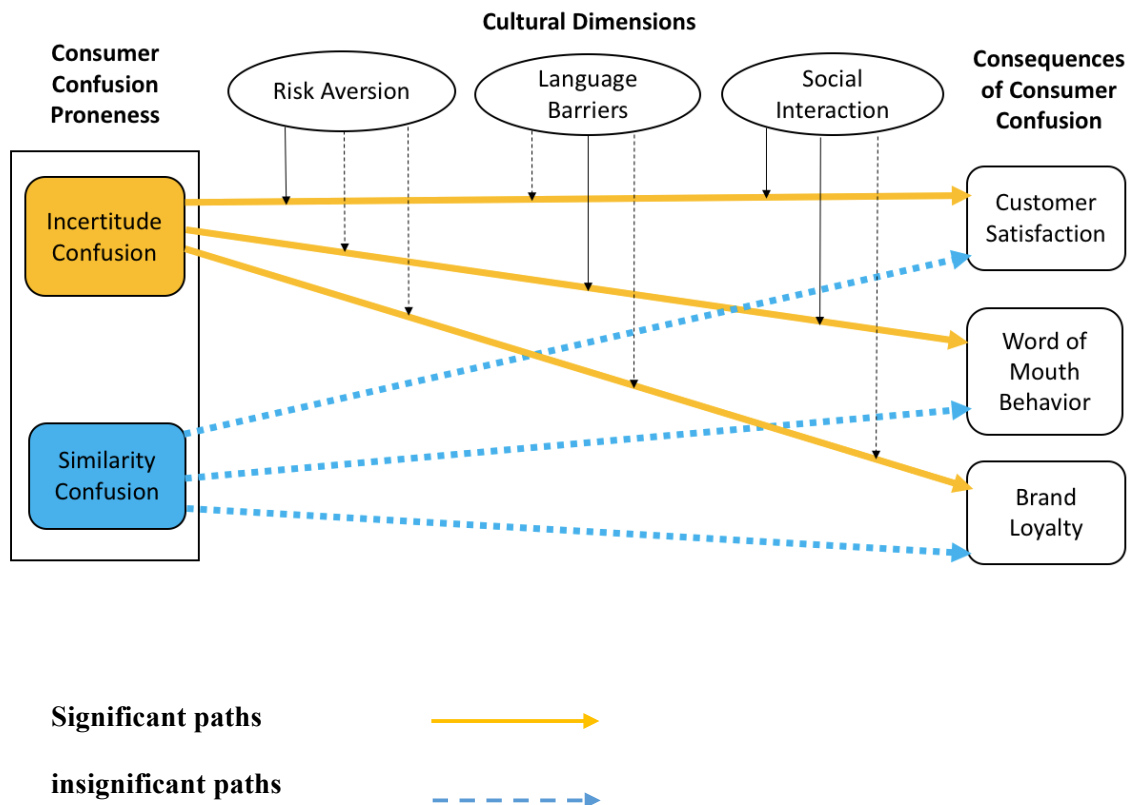 Cultural Dimensions
Consumer
Confusion
Proneness
Risk Aversion
Language
Barriers
Social
Interaction
Consequences
of Consumer
Confusion
Incertitude
Confusion
Customer
Satisfaction
Word of
Mouth
Behavior
Similarity
Confusion
Brand
Loyalty
Significant paths
insignificant paths